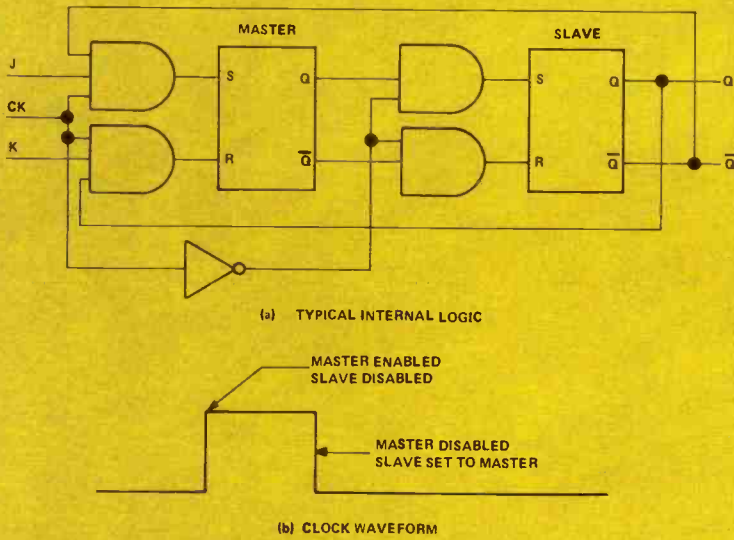 MASTER
SLAVE
J
CK
K
S
Q
R
Q̅
S
Q
Q
R
Q̅
Q̅
(a) TYPICAL INTERNAL LOGIC
MASTER ENABLED
SLAVE DISABLED
MASTER DISABLED
SLAVE SET TO MASTER
(b) CLOCK WAVEFORM